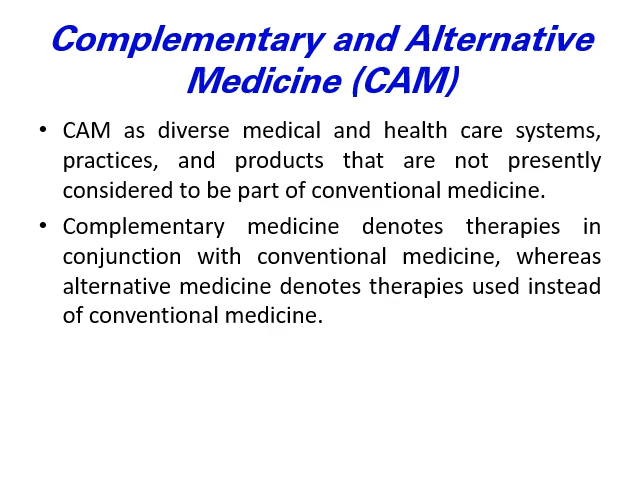 Complementary and Alternative
Medicine (CAM)
• CAM as diverse medical and health care systems,
practices, and products that are not presently
considered to be part of conventional medicine.
• Complementary medicine denotes therapies in
conjunction with conventional medicine, whereas
alternative medicine denotes therapies used instead
of conventional medicine.